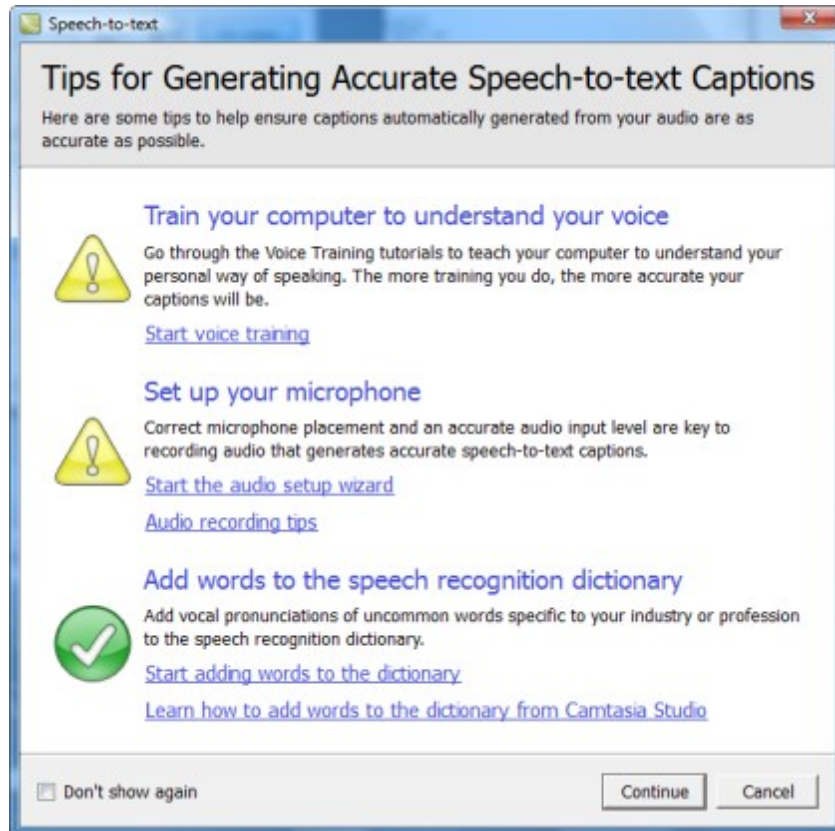 Speech-to-text
Tips for Generating Accurate Speech-to-text Captions
Here are some tips to help ensure captions automatically generated from your audio are as
accurate as possible.
Train your computer to understand your voice
Go through the Voice Training tutorials to teach your computer to understand your
personal way of speaking. The more training you do, the more accurate your
captions will be.
Start voice training
Set up your microphone
Correct microphone placement and an accurate audio input level are key to
recording audio that generates accurate speech-to-text captions.
Start the audio setup wizard
Audio recording tips
Add words to the speech recognition dictionary
Add vocal pronunciations of uncommon words specific to your industry or profession
to the speech recognition dictionary.
Start adding words to the dictionary
Learn how to add words to the dictionary from Camtasia Studio
Don't show again
Continue
Cancel